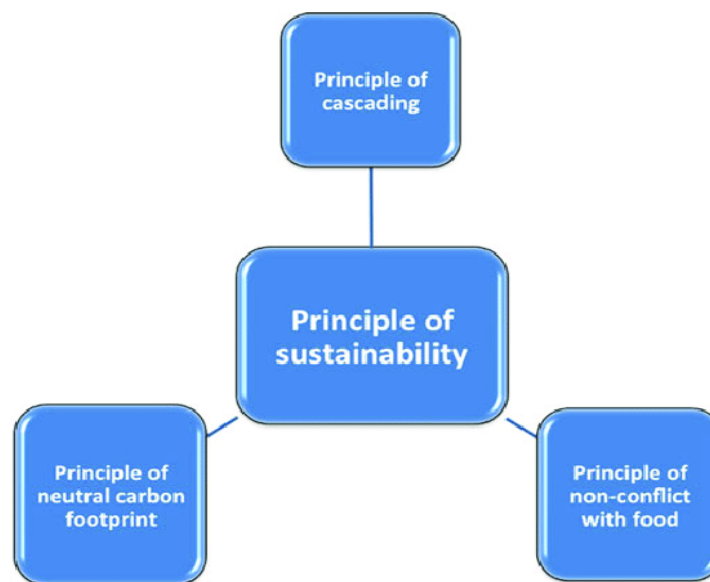 Principle of
cascading
Principle of
sustainability
Principle of
neutral carbon
footprint
Principle of
non-conflict
with food